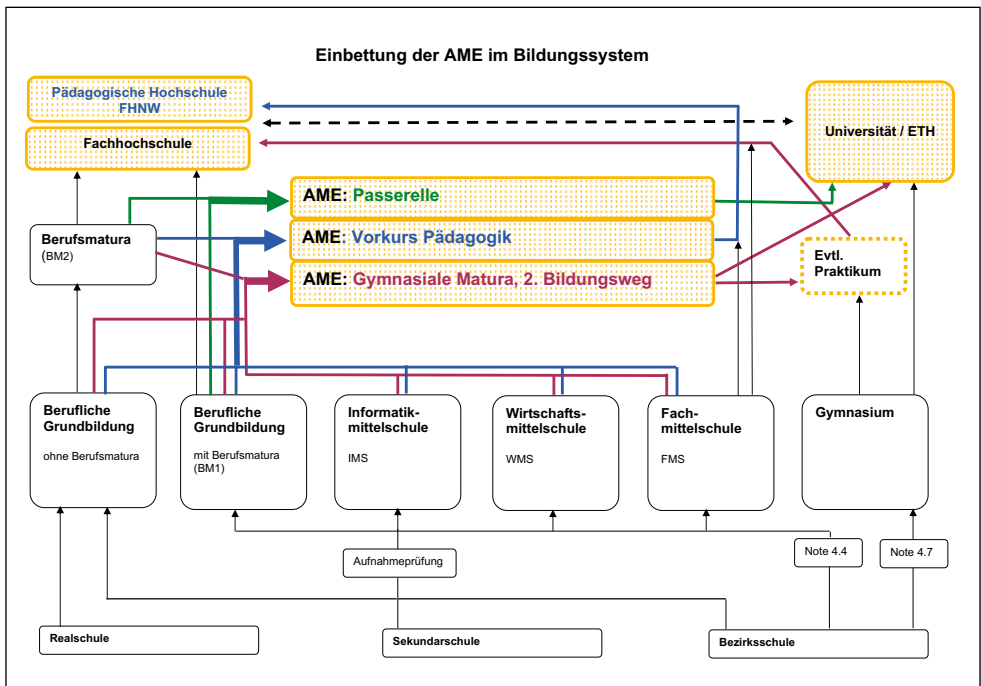 Einbettung der AME im Bildungssystem
Pädagogische Hochschule
FHNW
Fachhochschule
Universität / ETH
AME: Passerelle
AME: Vorkurs Pädagogik
AME: Gymnasiale Matura, 2. Bildungsweg
Berufsmatura
(BM2)
Evtl.
Praktikum
Berufliche
Grundbildung
ohne Berufsmatura
Berufliche
Grundbildung
mit Berufsmatura
(BM1)
Informatik-
mittelschule
IMS
Wirtschafts-
mittelschule
WMS
Fach-
mittelschule
FMS
Gymnasium
Aufnahmeprüfung
Note 4.4
Note 4.7
Realschule
Sekundarschule
Bezirksschule